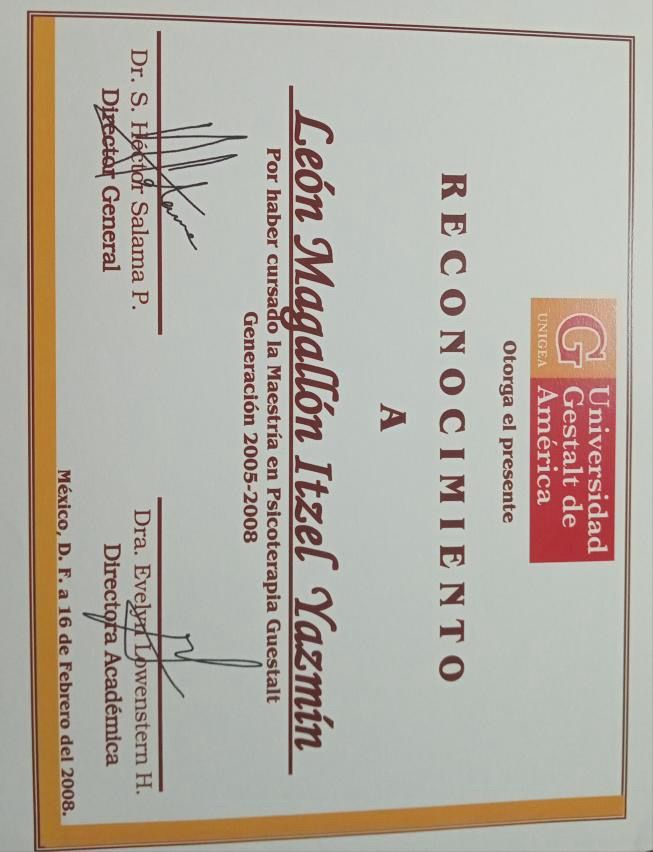 G
UNIGEA
Universidad
Gestalt de
América
Otorga el presente
RECONOCIMIENTO
A
León Magallón Itzel Yazmín
Por haber cursado la Maestría en Psicoterapia Guestalt
Generación 2005-2008
Dr. S. Héctor Salama P.
Director General
Dra. Evelyn Lowenstern H.
Directora Académica
México, D. F. a 16 de Febrero del 2008.